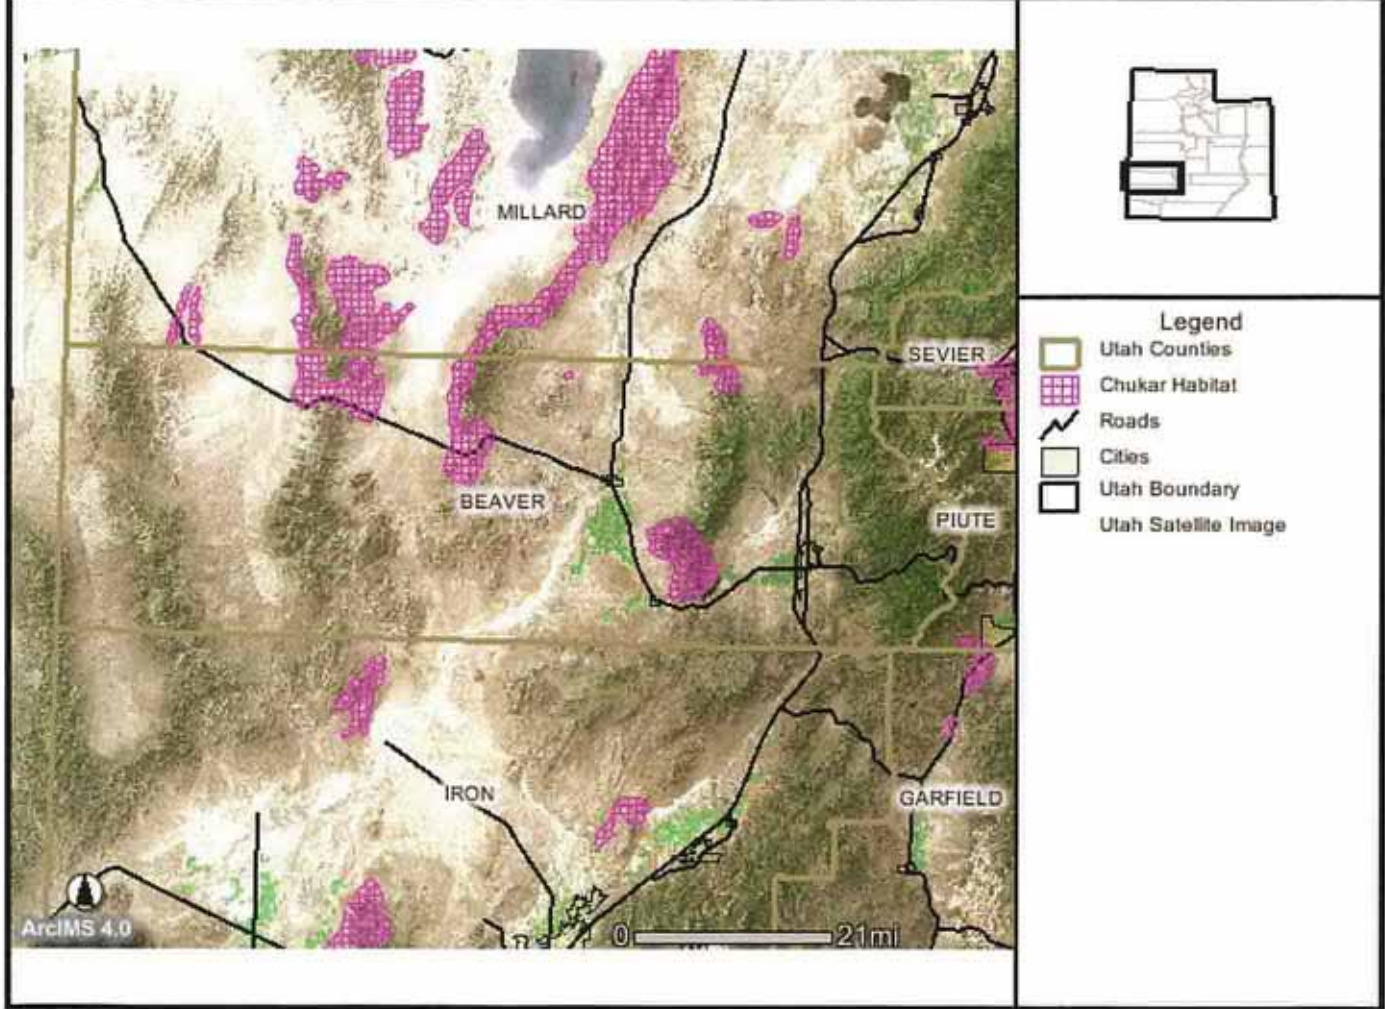 MILLARD
SEVIER
BEAVER
PIUTE
IRON
GARFIELD
ArcIMS 4.0
0 21mi
Legend
Utah Counties
Chukar Habitat
Roads
Cities
Utah Boundary
Utah Satellite Image